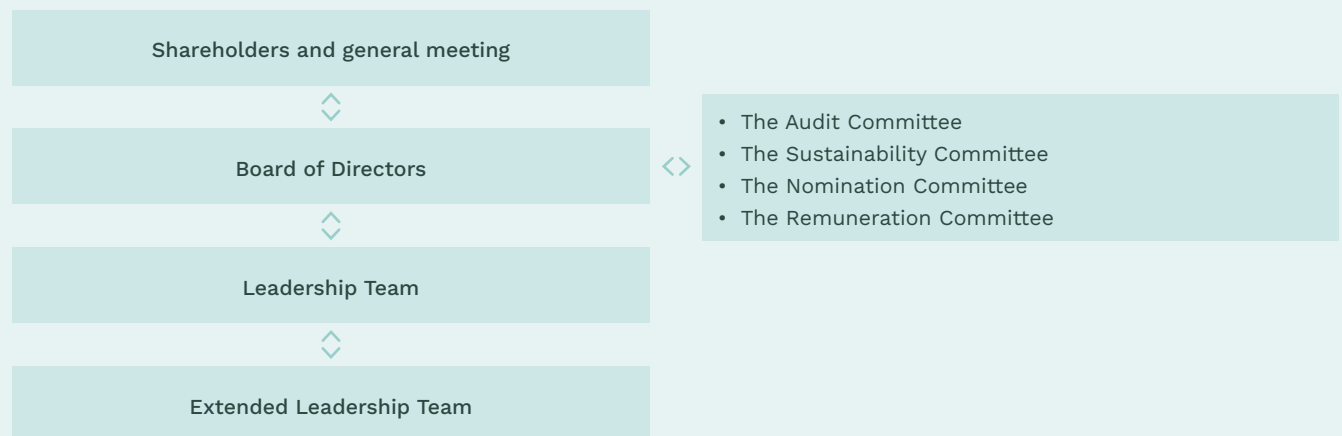 Shareholders and general meeting
Board of Directors
• The Audit Committee
• The Sustainability Committee
• The Nomination Committee
• The Remuneration Committee
Leadership Team
Extended Leadership Team